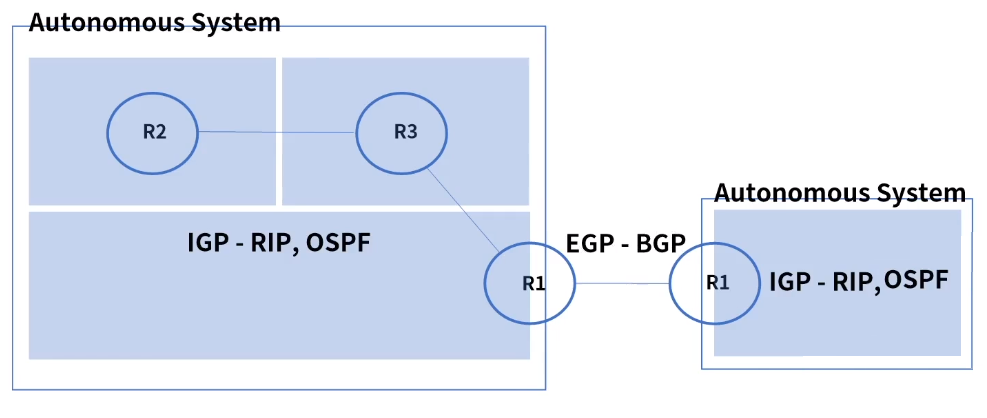 Autonomous System
R2
R3
Autonomous System
IGP - RIP, OSPF
EGP - BGP
R1
R1
IGP - RIP, OSPF